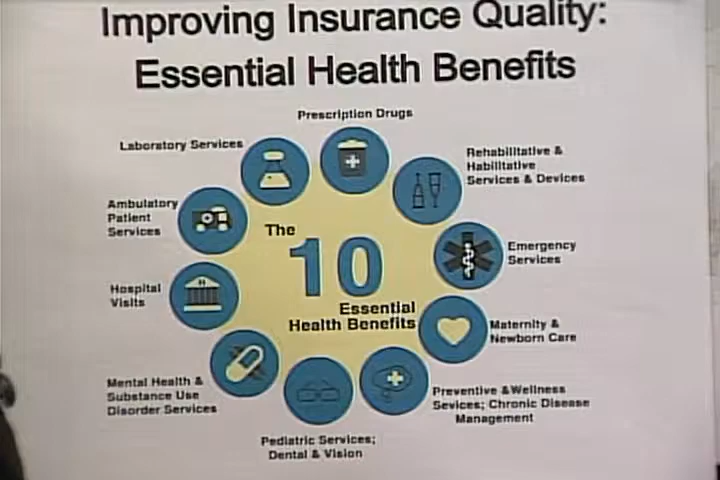 Improving Insurance Quality:
Essential Health Benefits
Prescription Drugs
Laboratory Services
Rehabilitative &
Habilitative
Services & Devices
Ambulatory
Patient
Services
The
10
Essential
Health Benefits
Emergency
Services
Hospital
Visits
H
Maternity &
Newborn Care
Mental Health &
Substance Use
Disorder Services
Preventive &Wellness
Sevices; Chronic Disease
Management
Pediatric Services;
Dental & Vision